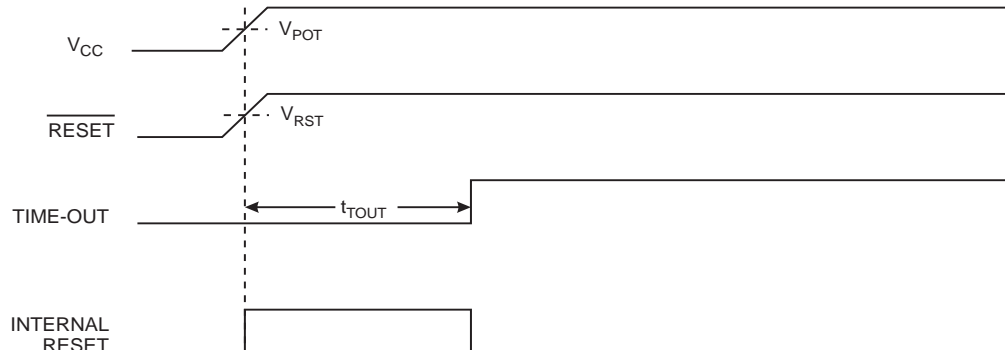 V_POT
V_CC
V_RST
RESET
t_TOUT
TIME-OUT
INTERNAL
RESET